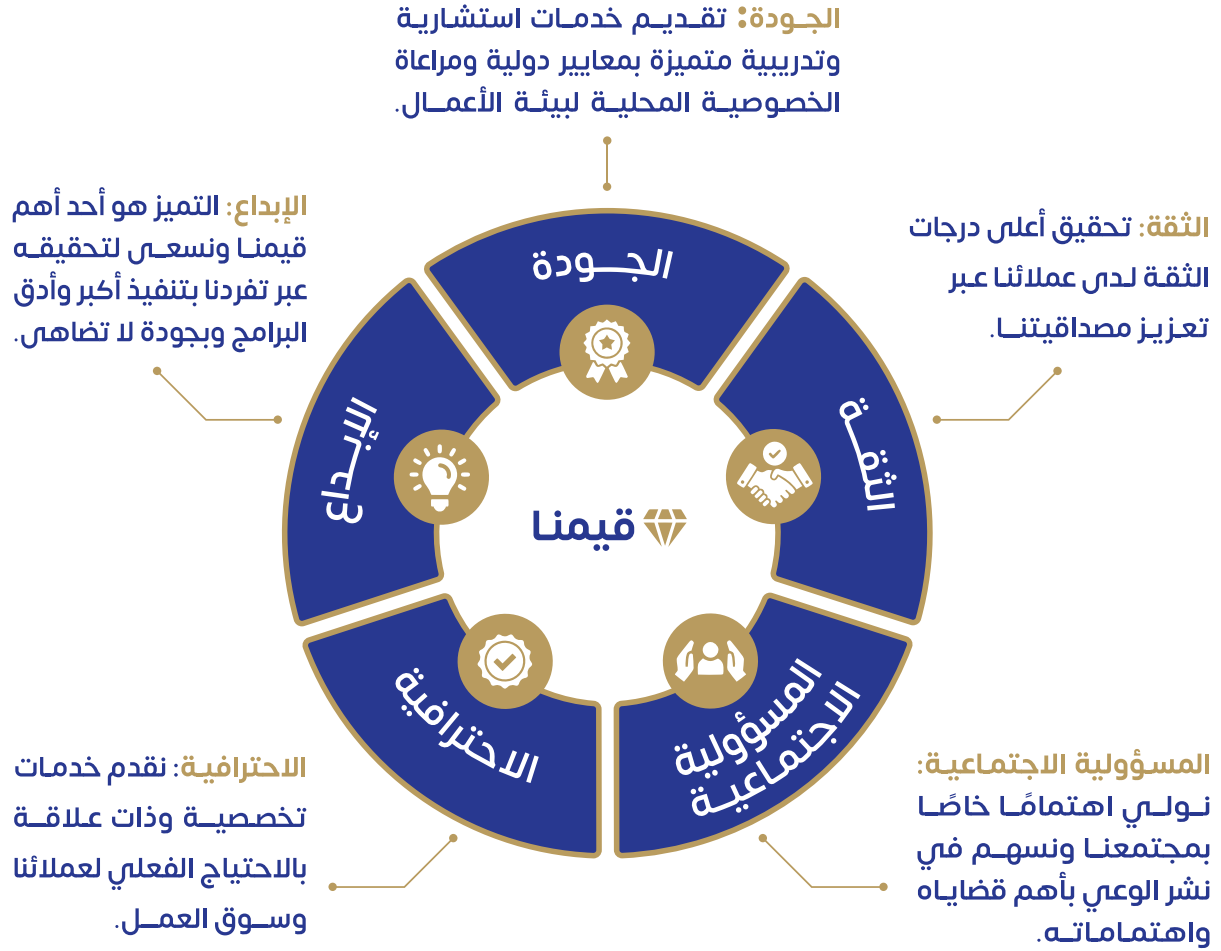 الجودة: تقديم خدمات استشارية
وتدريبية متميزة بمعايير دولية ومراعاة
الخصوصية المحلية لبيئة الأعمال.
الثقة: تحقيق أعلى درجات
الثقة لدى عملائنا عبر
تعزيز مصداقيتنا.
الإبداع: التميز هو أحد أهم
قيمنا ونسعى لتحقيقه
عبر تفردنا بتنفيذ أكبر وأدق
البرامج وبجودة لا تضاهى.
الجودة
الثقة
الإبداع
قيمنا
المسؤولية
الاجتماعية
الاحترافية
المسؤولية الاجتماعية:
نولي اهتمامًا خاصًا
بمجتمعنا ونسهم في
نشر الوعي بأهم قضاياه
واهتماماته.
الاحترافية: نقدم خدمات
تخصصية وذات علاقة
بالاحتياج الفعلي لعملائنا
وسوق العمل.